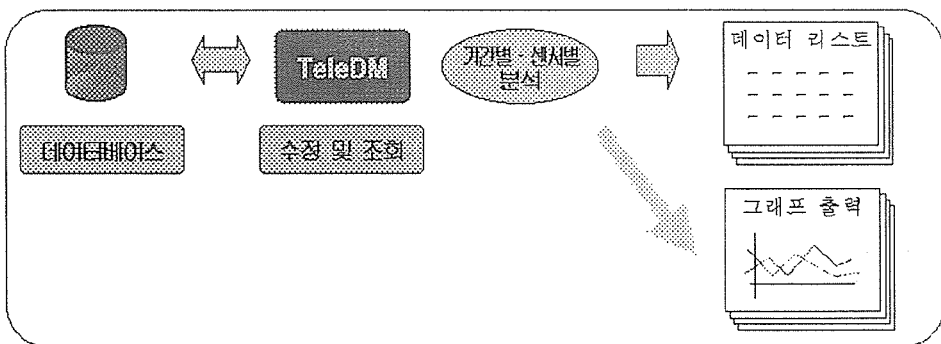 TeleDM
기간별·센서별
분석
데이터 리스트
데이터베이스
수정 및 조회
그래프 출력